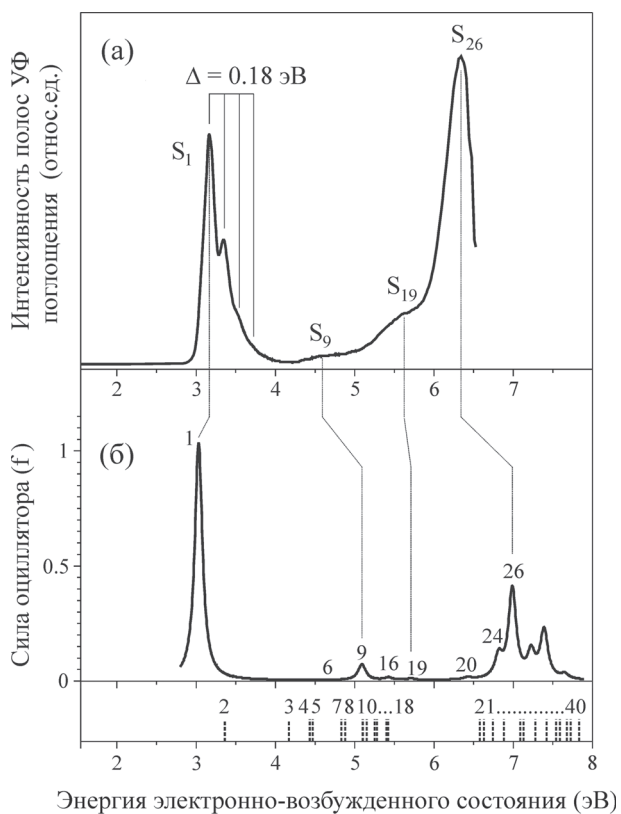 (а)
Δ = 0.18 эВ
S1
S9
S19
S26
Интенсивность полос УФ
поглощения (относ.ед.)
2 3 4 5 6 7
(б)
1
6 9 16 19 20 24 26
Сила оциллятора (f)
1
0.5
0
2 3 4 5 7 8 10...18 21..............40
2 3 4 5 6 7 8
Энергия электронно-возбужденного состояния (эВ)